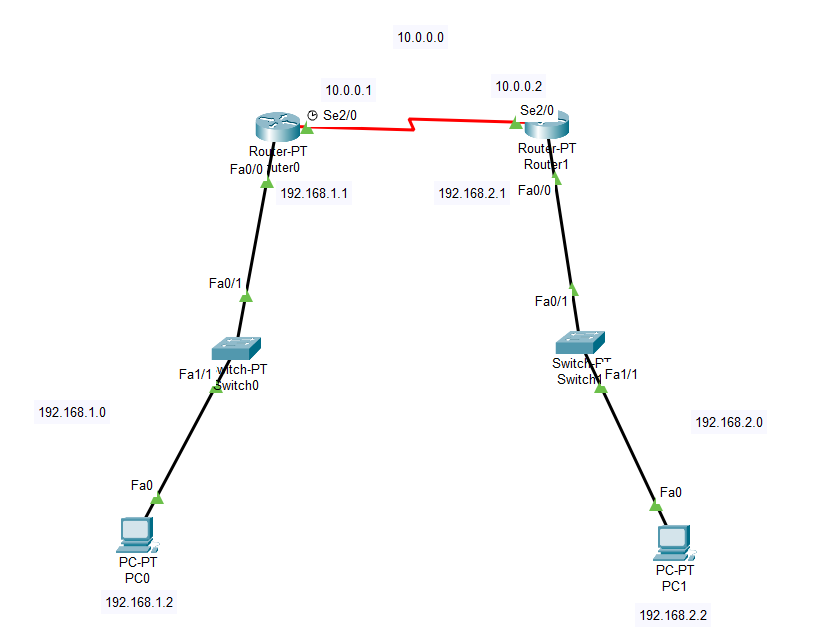 10.0.0.0
10.0.0.1
10.0.0.2
Se2/0
Se2/0
Router-PT
uter0
Router-PT
Router1
Fa0/0
192.168.1.1
192.168.2.1
Fa0/0
Fa0/1
Fa0/1
witch-PT
Switch0
Fa1/1
Switch-PT
Switch1
Fa1/1
192.168.1.0
192.168.2.0
Fa0
Fa0
PC-PT
PC0
PC-PT
PC1
192.168.1.2
192.168.2.2